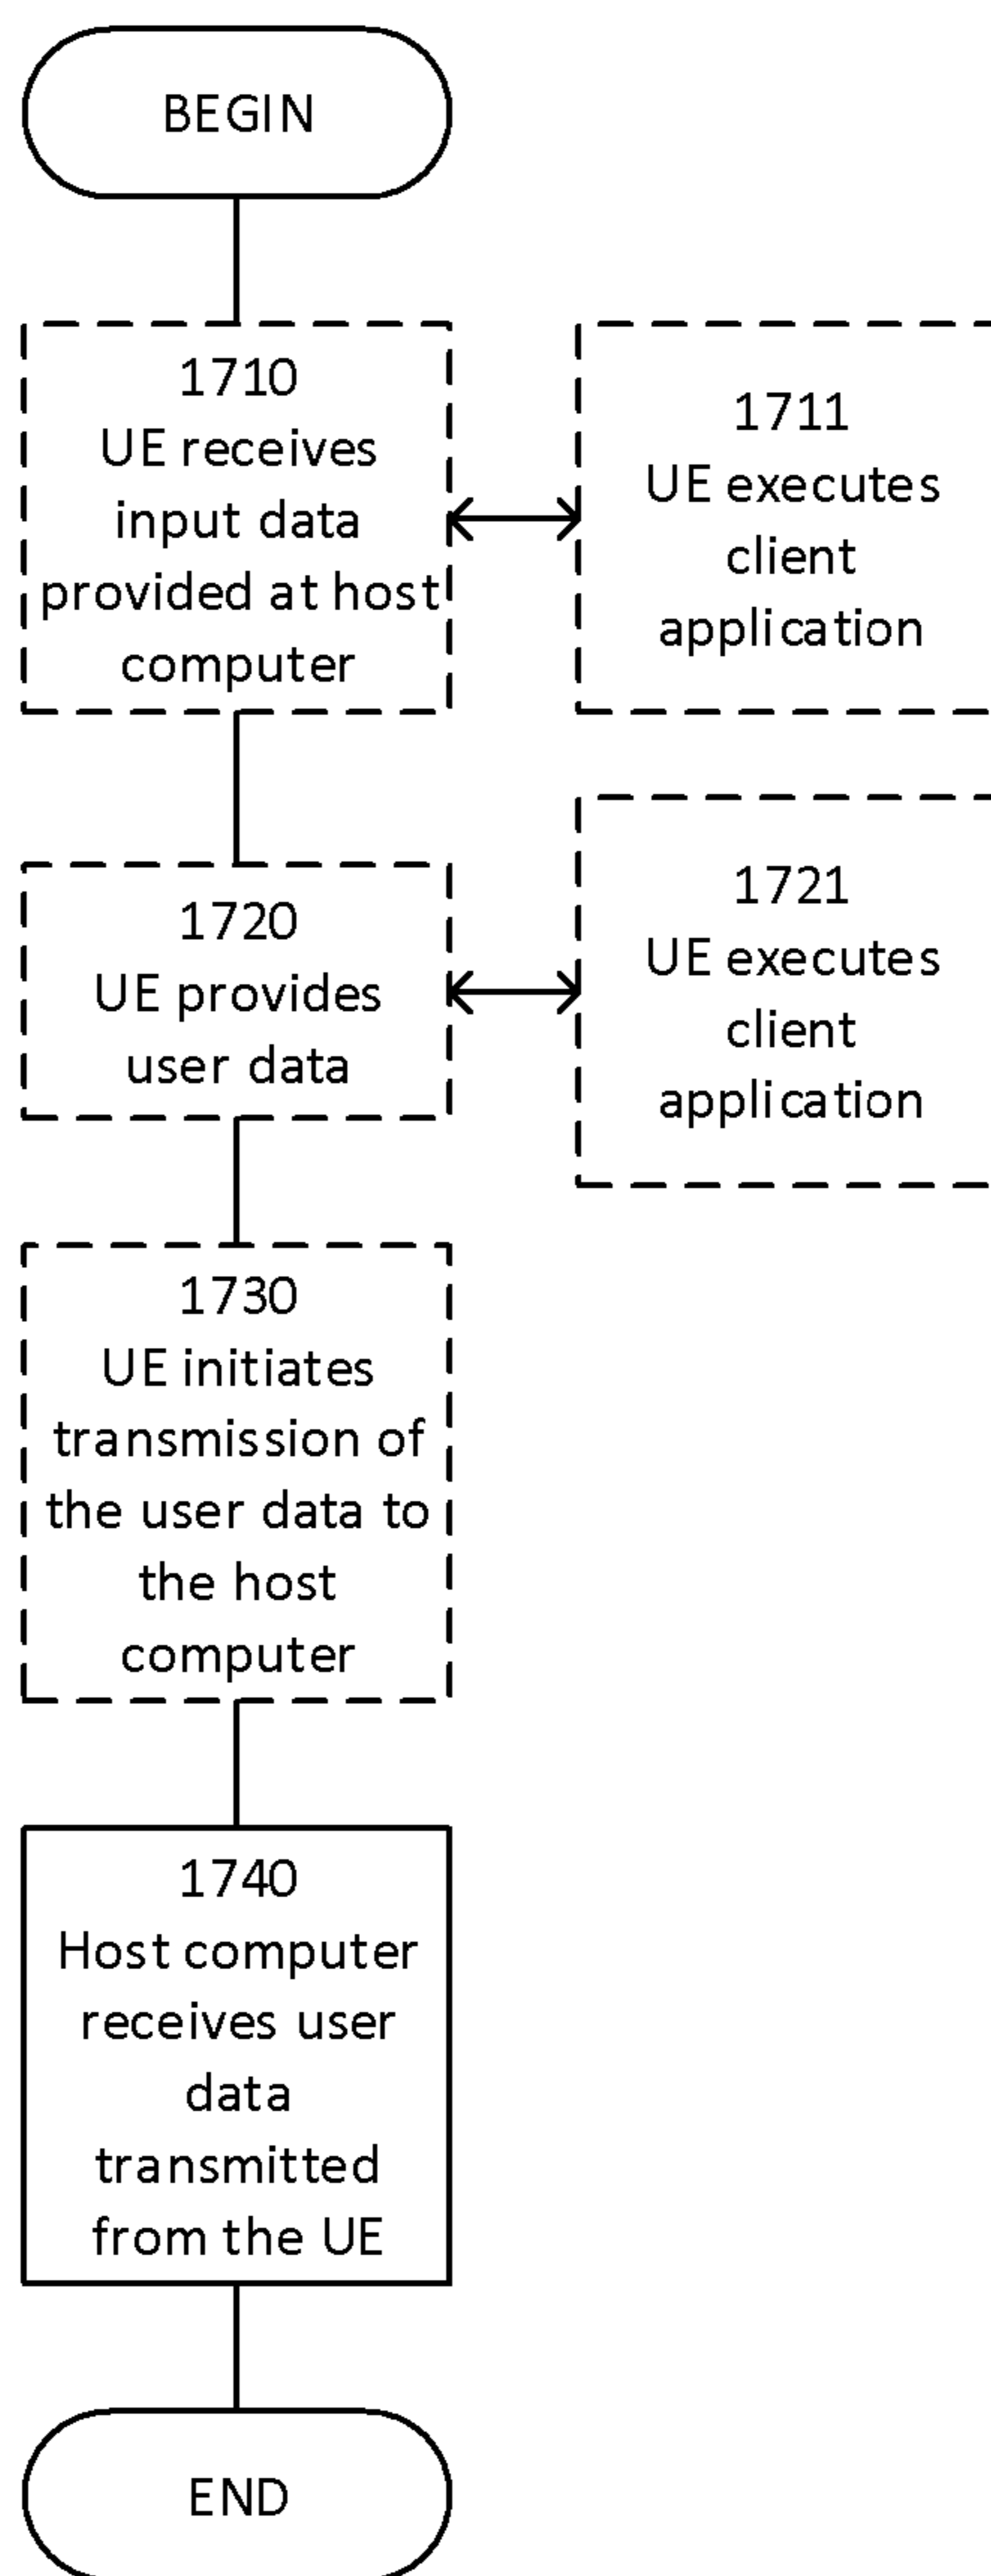 BEGIN
1710
UE receives
input data
provided at host
computer
1711
UE executes
client
application
1720
UE provides
user data
1721
UE executes
client
application
1730
UE initiates
transmission of
the user data to
the host
computer
1740
Host computer
receives user
data
transmitted
from the UE
END